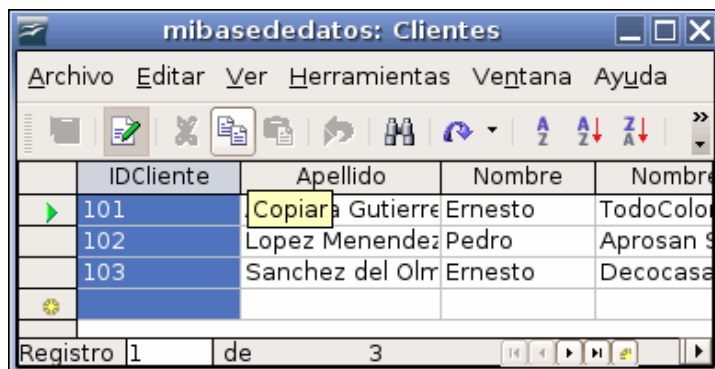 mibasededatos: Clientes
Archivo Editar Ver Herramientas Ventana Ayuda
IDCliente Apellido Nombre Nombre
101 Gutierre Ernesto TodoColo
Copiar
102 Lopez Menendez Pedro Aprosan S
103 Sanchez del Olm Ernesto Decocasa
Registro 1 de 3